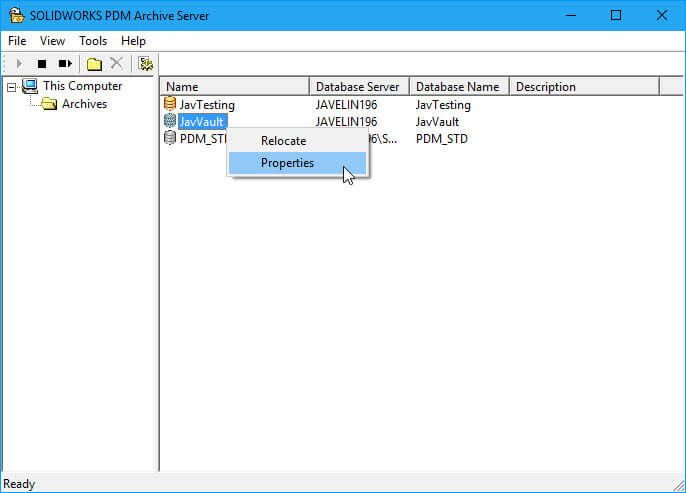 SOLIDWORKS PDM Archive Server
File View Tools Help
This Computer
Archives
Name Database Server Database Name Description
JavTesting JAVELIN196 JavTesting
JavVault JAVELIN196 JavVault
PDM_STD 96\S... PDM_STD
Relocate
Properties
Ready